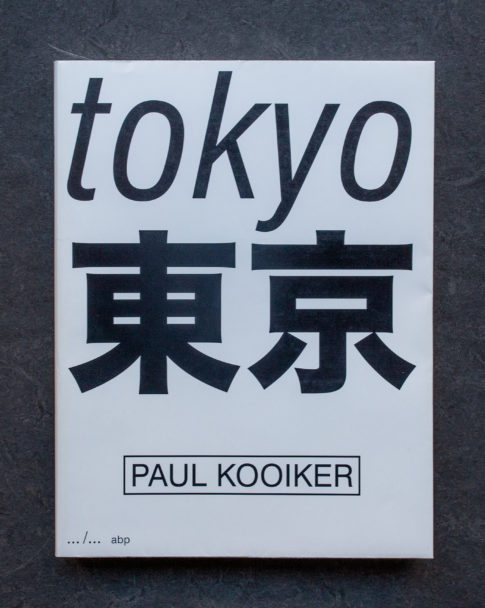 tokyo
東京
PAUL KOOIKER
... /... abp